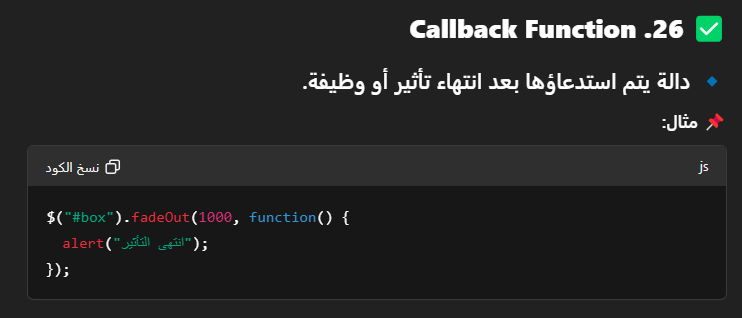 ✅ 26. Callback Function
🔹 دالة يتم استدعاؤها بعد انتهاء تأثير أو وظيفة.
📌 مثال:
js
نسخ الكود
$("#box").fadeOut(1000, function() {
  alert("انتهى التأثير");
});